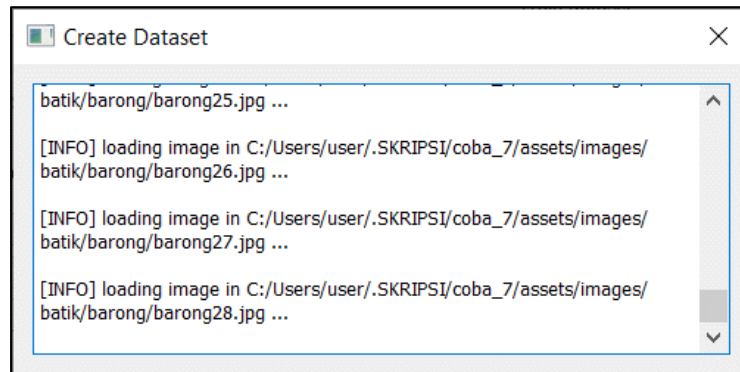 Create Dataset
batik/barong/barong25.jpg ...
[INFO] loading image in C:/Users/user/.SKRIPSI/coba_7/assets/images/
batik/barong/barong26.jpg ...
[INFO] loading image in C:/Users/user/.SKRIPSI/coba_7/assets/images/
batik/barong/barong27.jpg ...
[INFO] loading image in C:/Users/user/.SKRIPSI/coba_7/assets/images/
batik/barong/barong28.jpg ...